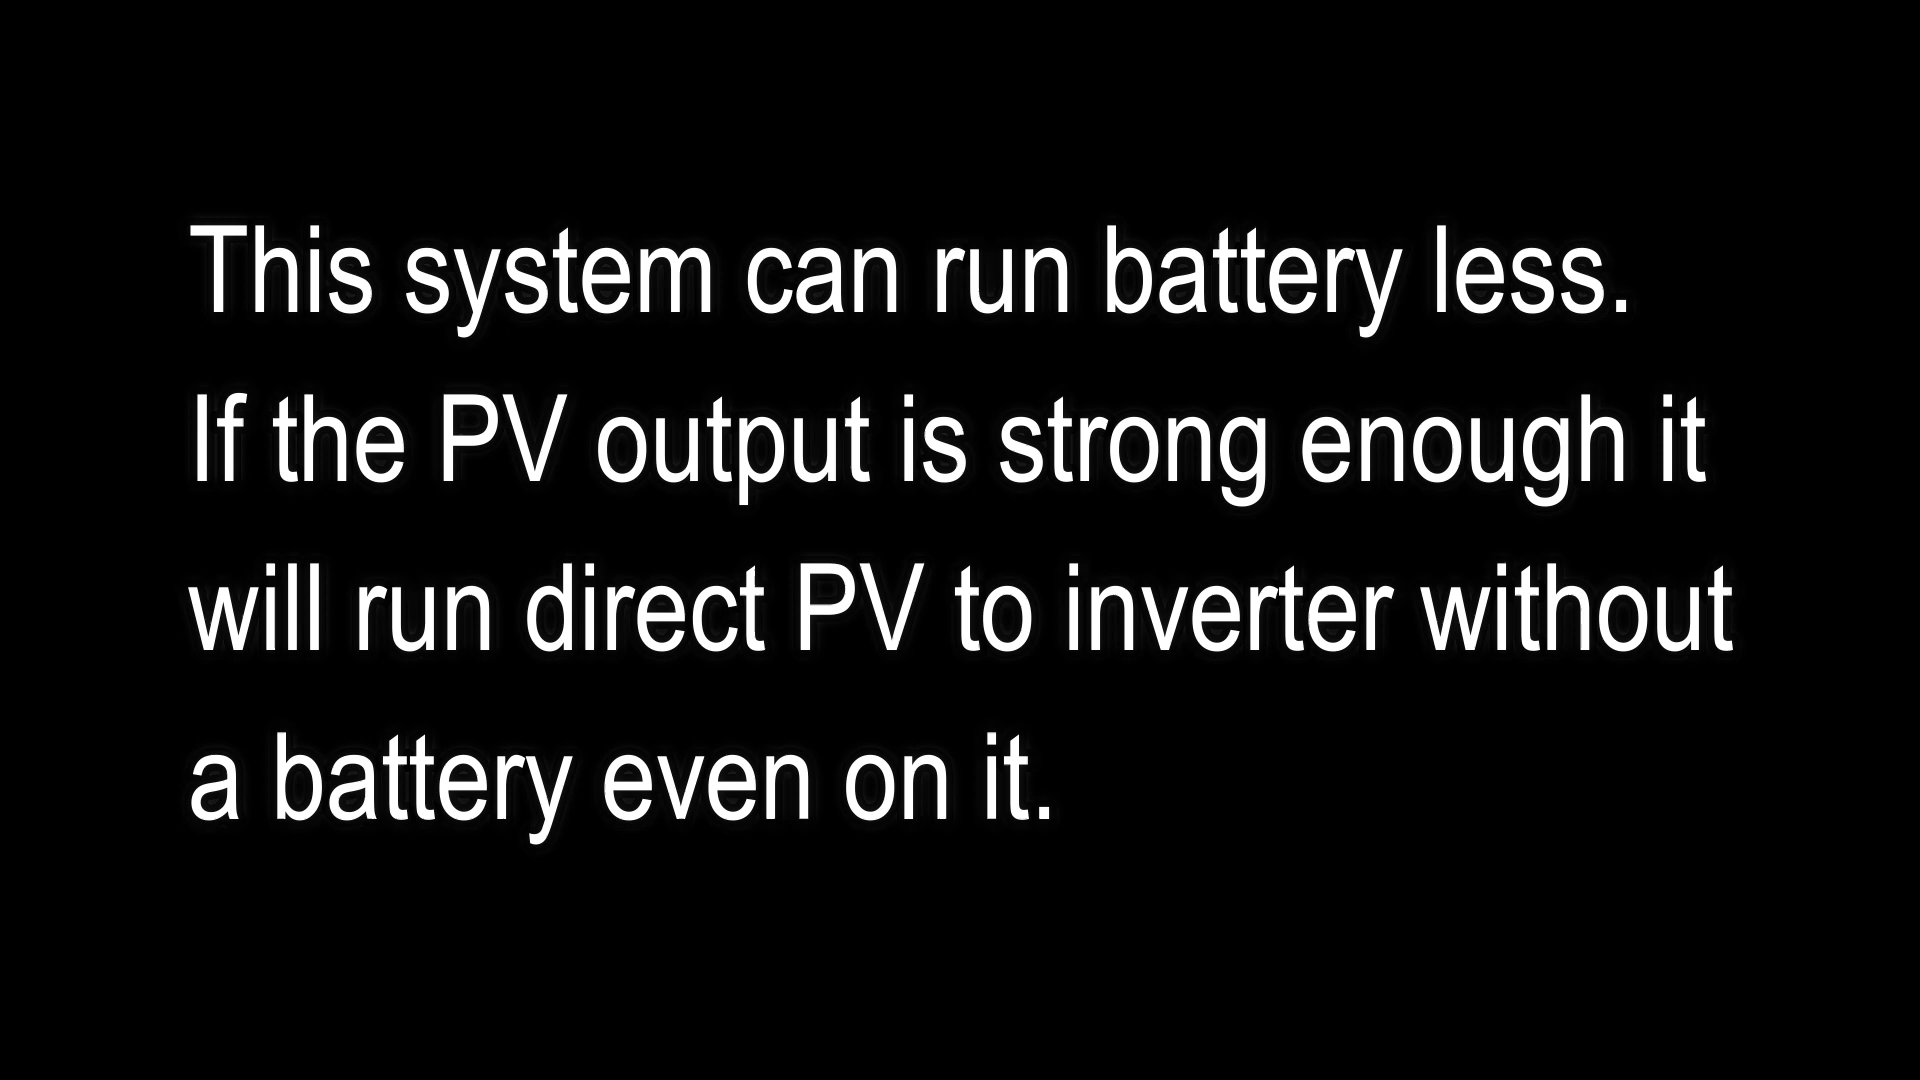 This system can run battery less.
If the PV output is strong enough it
will run direct PV to inverter without
a battery even on it.